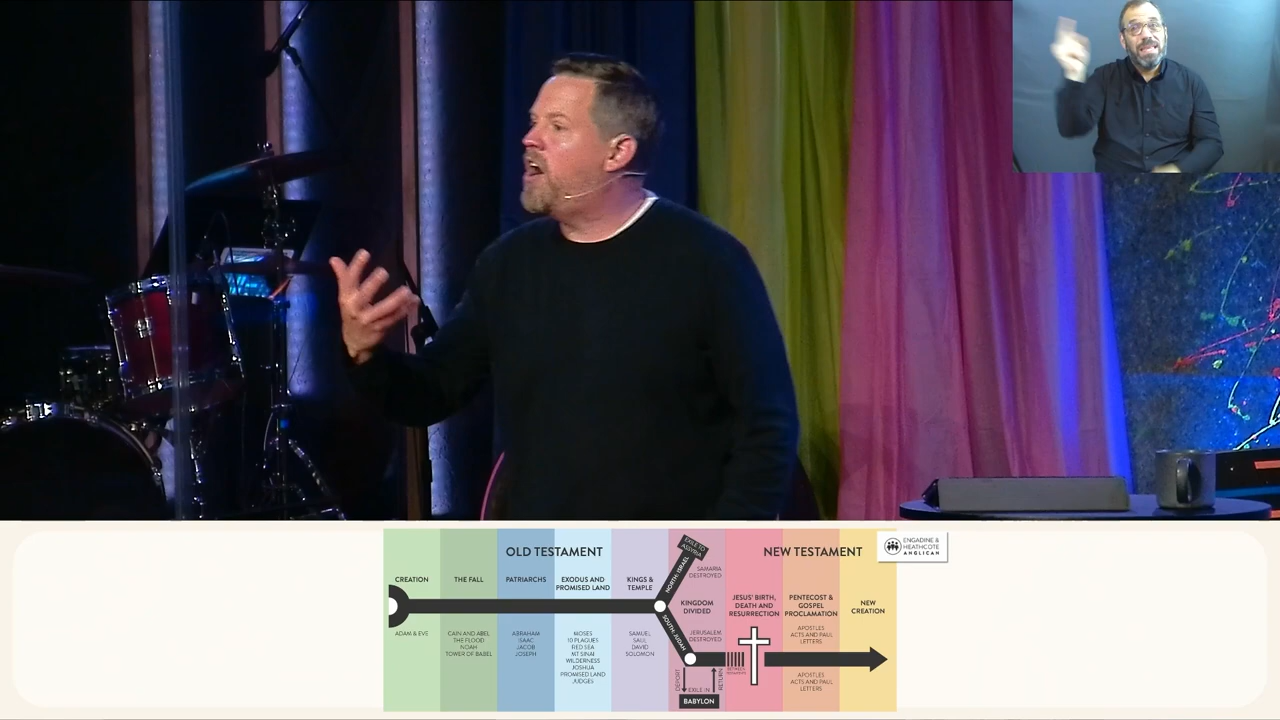 OLD TESTAMENT
NEW TESTAMENT
ENGADINE &
HEATHCOTE
ANGLICAN
CREATION
ADAM & EVE
THE FALL
CAIN AND ABEL
THE FLOOD
NOAH
TOWER OF BABEL
PATRIARCHS
ABRAHAM
ISAAC
JACOB
JOSEPH
EXODUS AND
PROMISED LAND
MOSES
10 PLAGUES
RED SEA
MT SINAI
WILDERNESS
JOSHUA
PROMISED LAND
JUDGES
KINGS &
TEMPLE
SAMUEL
SAUL
DAVID
SOLOMON
EXILE TO
ASSYRIA
NORTH: ISRAEL
SAMARIA
DESTROYED
KINGDOM
DIVIDED
SOUTH: JUDAH
JERUSALEM
DESTROYED
DEPORT
EXILE IN
RETURN
BABYLON
JESUS' BIRTH,
DEATH AND
RESURRECTION
PENTECOST &
GOSPEL
PROCLAMATION
APOSTLES
ACTS AND PAUL
LETTERS
APOSTLES
ACTS AND PAUL
LETTERS
NEW
CREATION